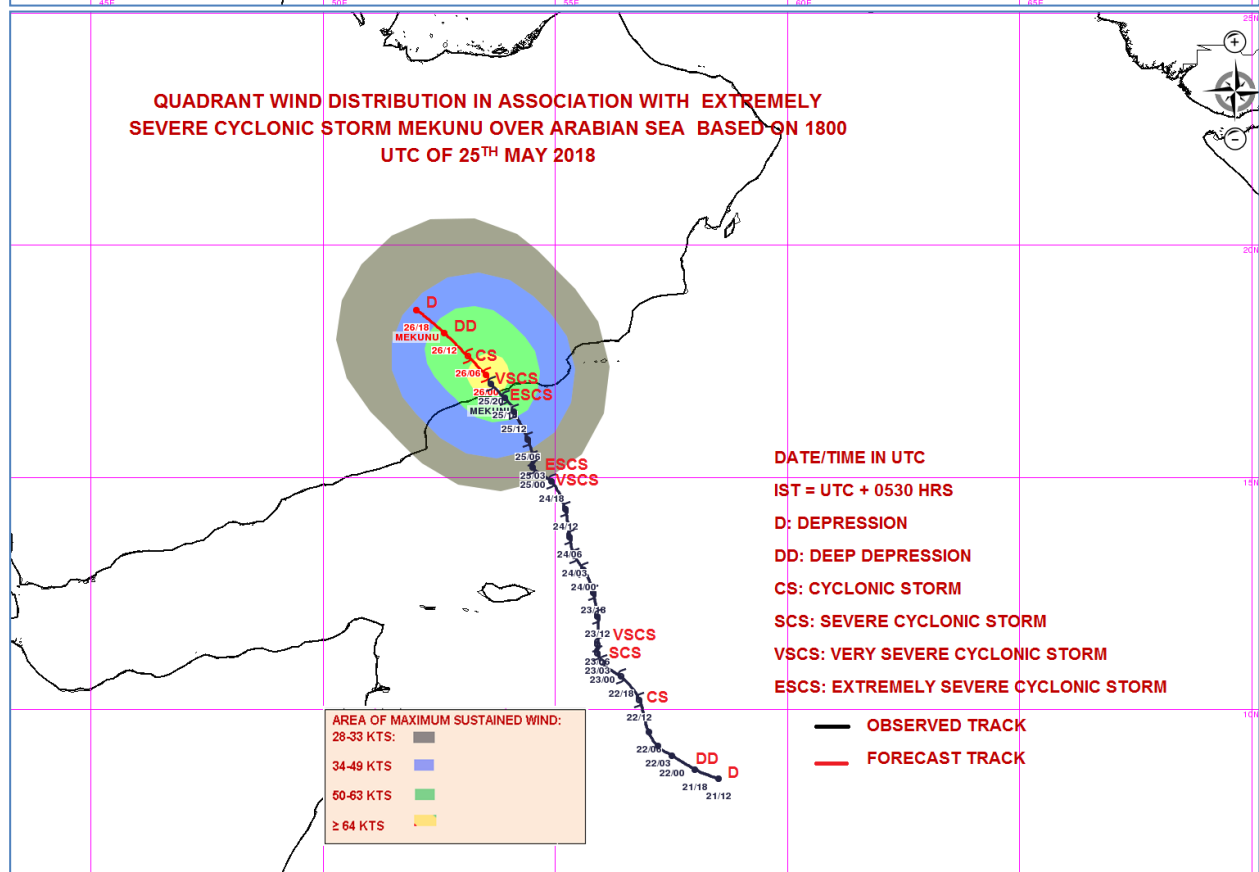 45E 50E 55E 60E 65E
25N
QUADRANT WIND DISTRIBUTION IN ASSOCIATION WITH EXTREMELY
SEVERE CYCLONIC STORM MEKUNU OVER ARABIAN SEA BASED ON 1800
UTC OF 25TH MAY 2018
20N
D
26/18
MEKUNU
DD
26/12
CS
26/06
VSCS
26/00
ESCS
25/20
25/12
25/06
ESCS
25/03
25/00
VSCS
15N
24/18
24/12
24/06
24/03
24/00
23/18
23/12
VSCS
23/06
SCS
23/03
23/00
22/18
CS
22/12
10N
22/06
22/03
22/00
DD
21/18
D
21/12
DATE/TIME IN UTC
IST = UTC + 0530 HRS
D: DEPRESSION
DD: DEEP DEPRESSION
CS: CYCLONIC STORM
SCS: SEVERE CYCLONIC STORM
VSCS: VERY SEVERE CYCLONIC STORM
ESCS: EXTREMELY SEVERE CYCLONIC STORM
OBSERVED TRACK
FORECAST TRACK
AREA OF MAXIMUM SUSTAINED WIND:
28-33 KTS:
34-49 KTS
50-63 KTS
≥ 64 KTS